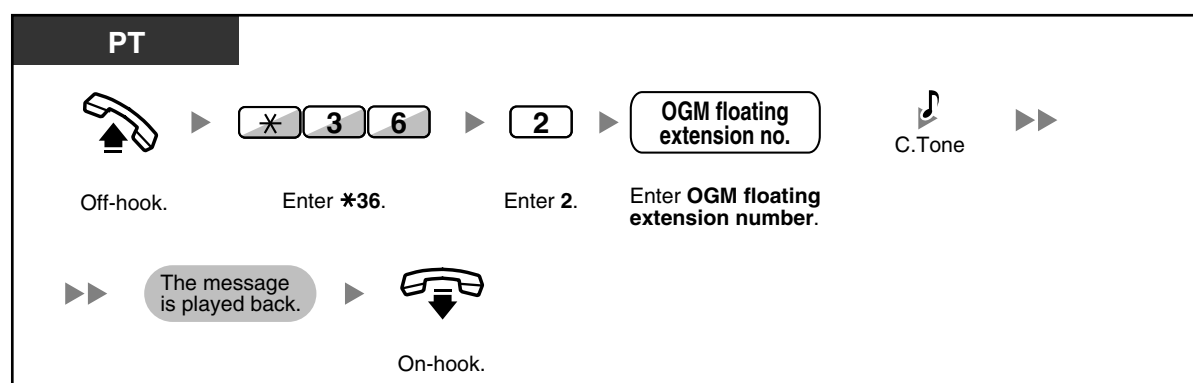 PT
✳ 3 6
2
OGM floating
extension no.
C.Tone
Off-hook.
Enter ✳36.
Enter 2.
Enter OGM floating
extension number.
The message
is played back.
On-hook.